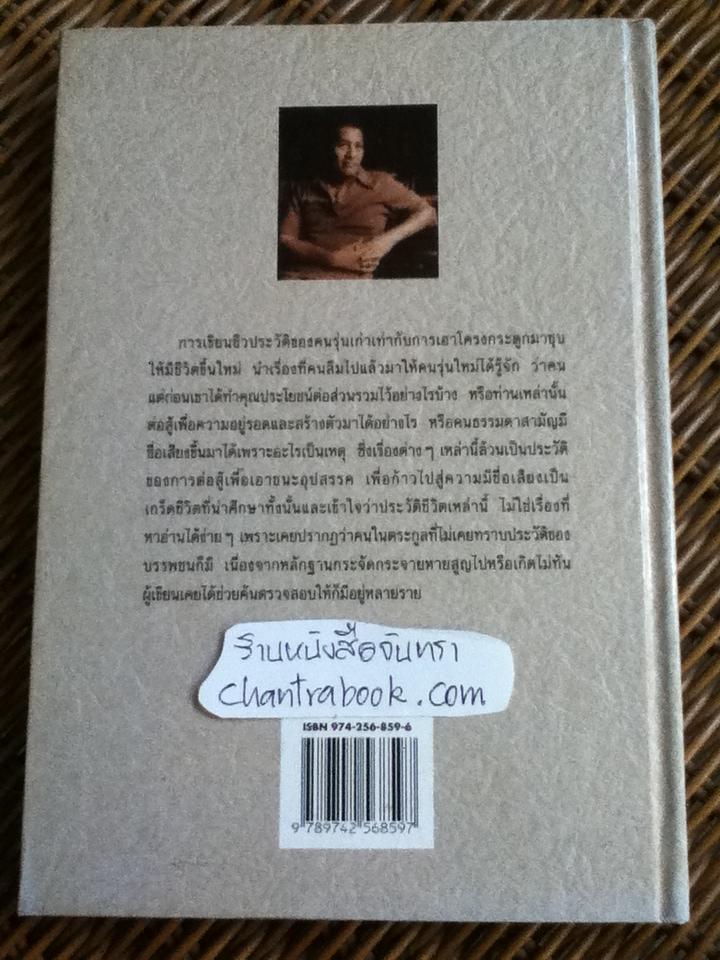 การเขียนชีวประวัติของคนรุ่นเก่าเท่ากับการเอาโครงกระดูกมาชุบ
ให้มีชีวิตขึ้นใหม่ นำเรื่องที่คนลืมไปแล้วมาให้คนรุ่นใหม่ได้รู้จัก ว่าคน
แต่ก่อนเขาได้ทำคุณประโยชน์ต่อส่วนรวมไว้อย่างไรบ้าง หรือท่านเหล่านั้น
ต่อสู้เพื่อความอยู่รอดและสร้างตัวมาได้อย่างไร หรือคนธรรมดาสามัญมี
ชื่อเสียงขึ้นมาได้เพราะอะไรเป็นเหตุ ซึ่งเรื่องต่างๆ เหล่านี้ล้วนเป็นประวัติ
ของการต่อสู้เพื่อเอาชนะอุปสรรค เพื่อก้าวไปสู่ความมีชื่อเสียงเป็น
เกร็ดชีวิตที่น่าศึกษาทั้งนั้นและเข้าใจว่าประวัติชีวิตเหล่านี้ ไม่ใช่เรื่องที่
หาอ่านได้ง่ายๆ เพราะเคยปรากฏว่าคนในตระกูลที่ไม่เคยทราบประวัติของ
บรรพชนก็มี เนื่องจากหลักฐานกระจัดกระจายหายสูญไปหรือเกิดไม่ทัน
ผู้เขียนเคยได้ช่วยค้นตรวจสอบให้ก็มีอยู่หลายราย
ร้านหนังสือจันทรา
chantrabook.com
ISBN 974-256-859-6
9 789742 568597